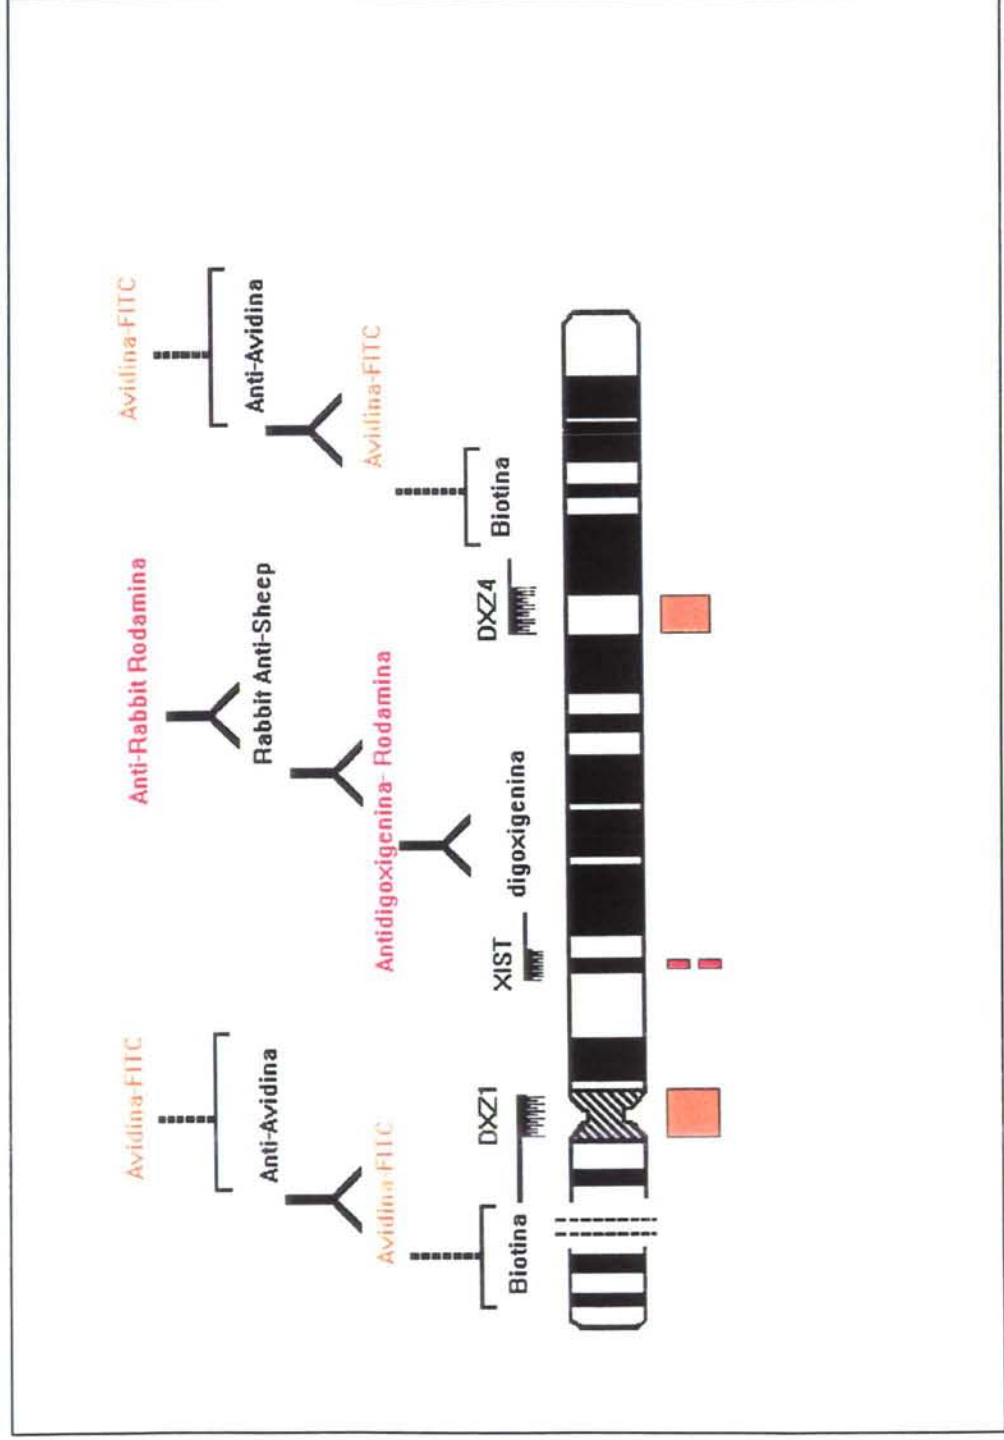 Avidina-FITC
Anti-Rabbit Rodamina
Avidina-FITC
Anti-Avidina
Rabbit Anti-Sheep
Anti-Avidina
Avidina-FITC
Antidigoxigenina- Rodamina
Avidina-FITC
Biotina
DXZ1
XIST
digoxigenina
DXZ4
Biotina